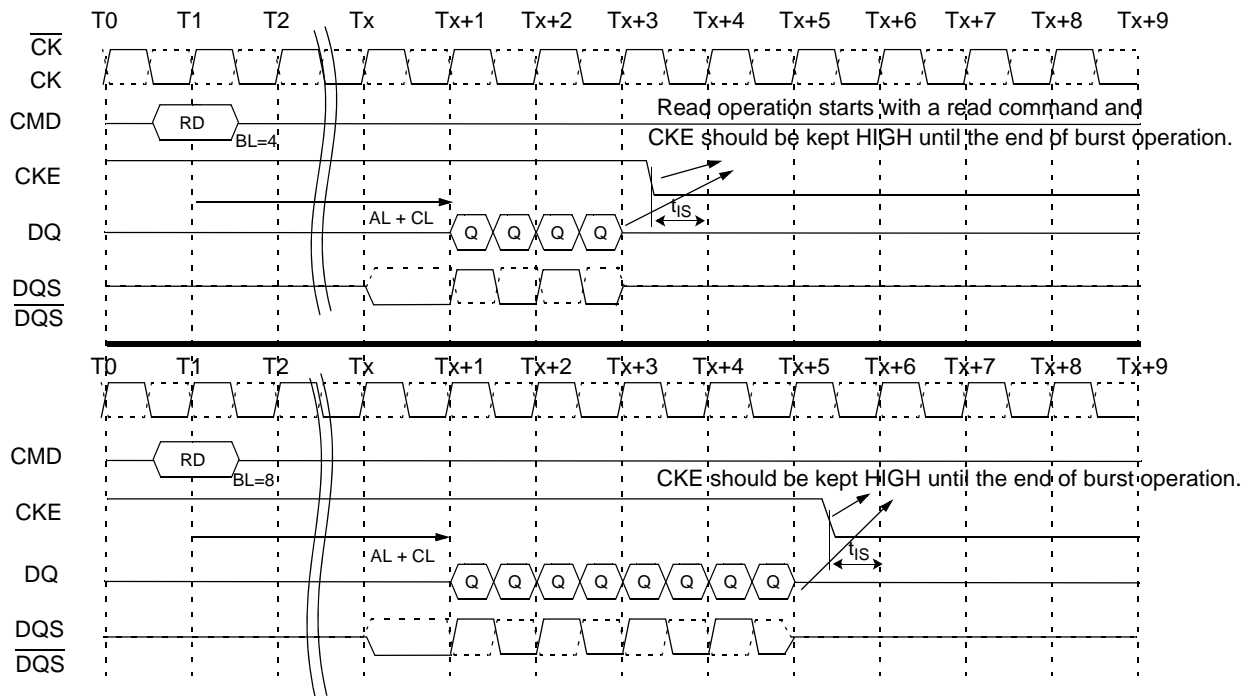 T0 T1 T2 Tx Tx+1 Tx+2 Tx+3 Tx+4 Tx+5 Tx+6 Tx+7 Tx+8 Tx+9
CK
CK
Read operation starts with a read command and
CMD RD BL=4 CKE should be kept HIGH until the end of burst operation.
CKE
AL + CL tIS
DQ Q Q Q Q
DQS
DQS
T0 T1 T2 Tx Tx+1 Tx+2 Tx+3 Tx+4 Tx+5 Tx+6 Tx+7 Tx+8 Tx+9
CMD RD
BL=8 CKE should be kept HIGH until the end of burst operation.
CKE
AL + CL tIS
DQ Q Q Q Q Q Q Q Q
DQS
DQS